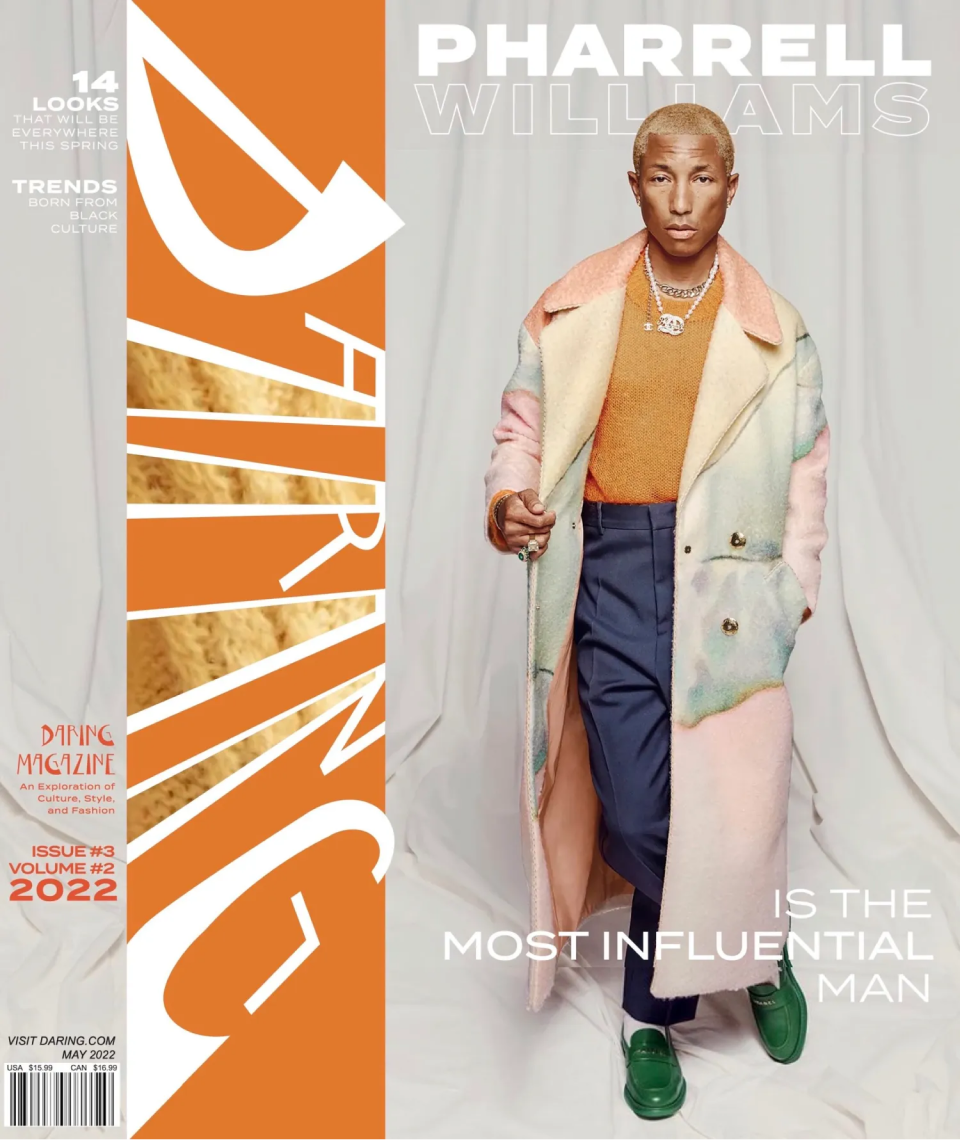 14
LOOKS
THAT WILL BE
EVERYWHERE
THIS SPRING
TRENDS
BORN FROM
BLACK
CULTURE
DARING
PHARRELL
WILLIAMS
DARING
MAGAZINE
An Exploration of
Culture, Style,
and Fashion
ISSUE #3
VOLUME #2
2022
IS THE
MOST INFLUENTIAL
MAN
VISIT DARING.COM
MAY 2022
USA $15.99 CAN $16.99